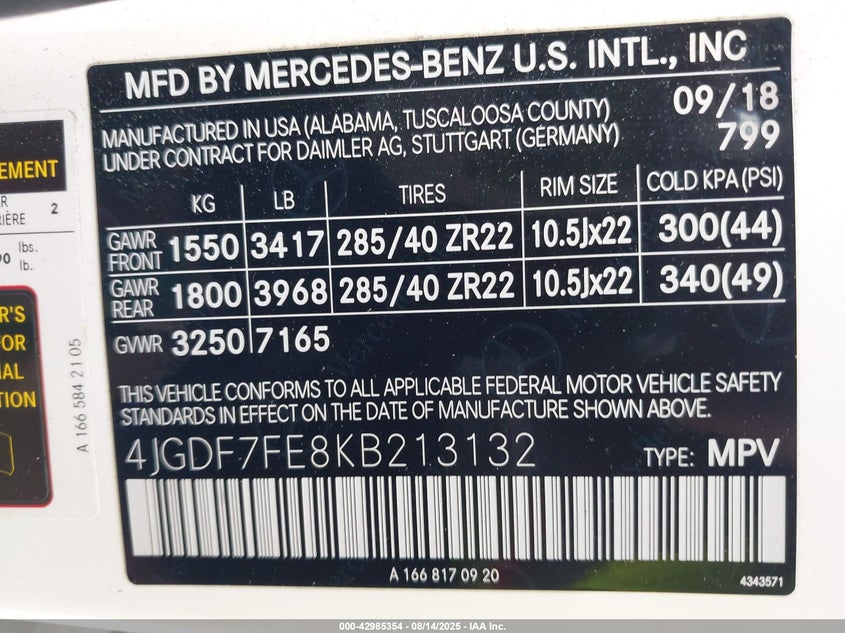 MFD BY MERCEDES-BENZ U.S. INTL., INC
MANUFACTURED IN USA (ALABAMA, TUSCALOOSA COUNTY) 09/18
UNDER CONTRACT FOR DAIMLER AG, STUTTGART (GERMANY) 799
KG LB TIRES RIM SIZE COLD KPA (PSI)
GAWR FRONT 1550 3417 285/40 ZR22 10.5Jx22 300(44)
GAWR REAR 1800 3968 285/40 ZR22 10.5Jx22 340(49)
GVWR 3250 7165
THIS VEHICLE CONFORMS TO ALL APPLICABLE FEDERAL MOTOR VEHICLE SAFETY
STANDARDS IN EFFECT ON THE DATE OF MANUFACTURE SHOWN ABOVE.
4JGDF7FE8KB213132 TYPE: MPV
A 166 817 09 20
4343571
A 166 584 21 05
2
lbs.
lb.
000-42985354 - 08/14/2025 - IAA Inc.